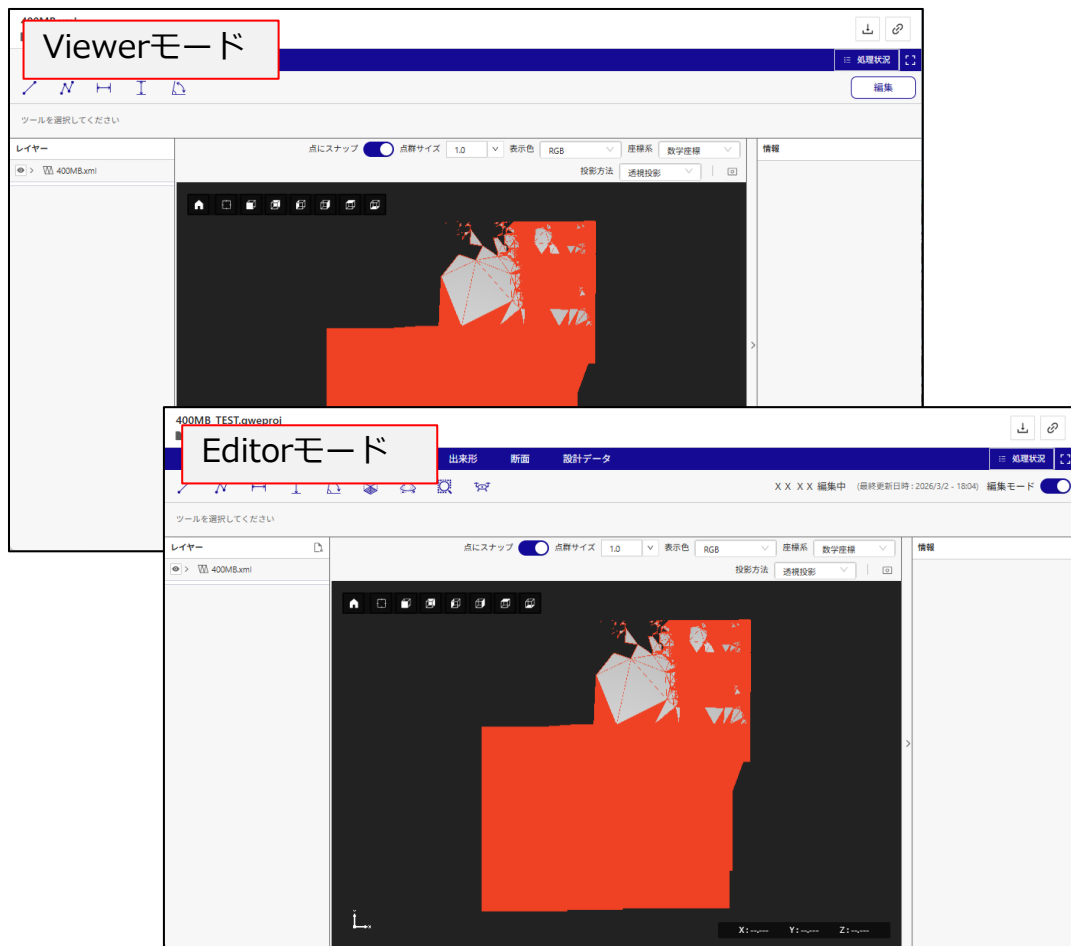 Viewerモード
処理状況
編集
ツールを選択してください
レイヤー
点にスナップ
点群サイズ 1.0
表示色 RGB
座標系 数学座標
情報
400MB.xml
投影方法 透視投影
400MB_TEST.gweproj
Editorモード
出来形 断面 設計データ
処理状況
X X X X 編集中 (最終更新日時 : 2026/3/2 - 18:04) 編集モード
ツールを選択してください
レイヤー
点にスナップ
点群サイズ 1.0
表示色 RGB
座標系 数学座標
情報
400MB.xml
投影方法 透視投影
X : --.--- Y : --.--- Z : --.---